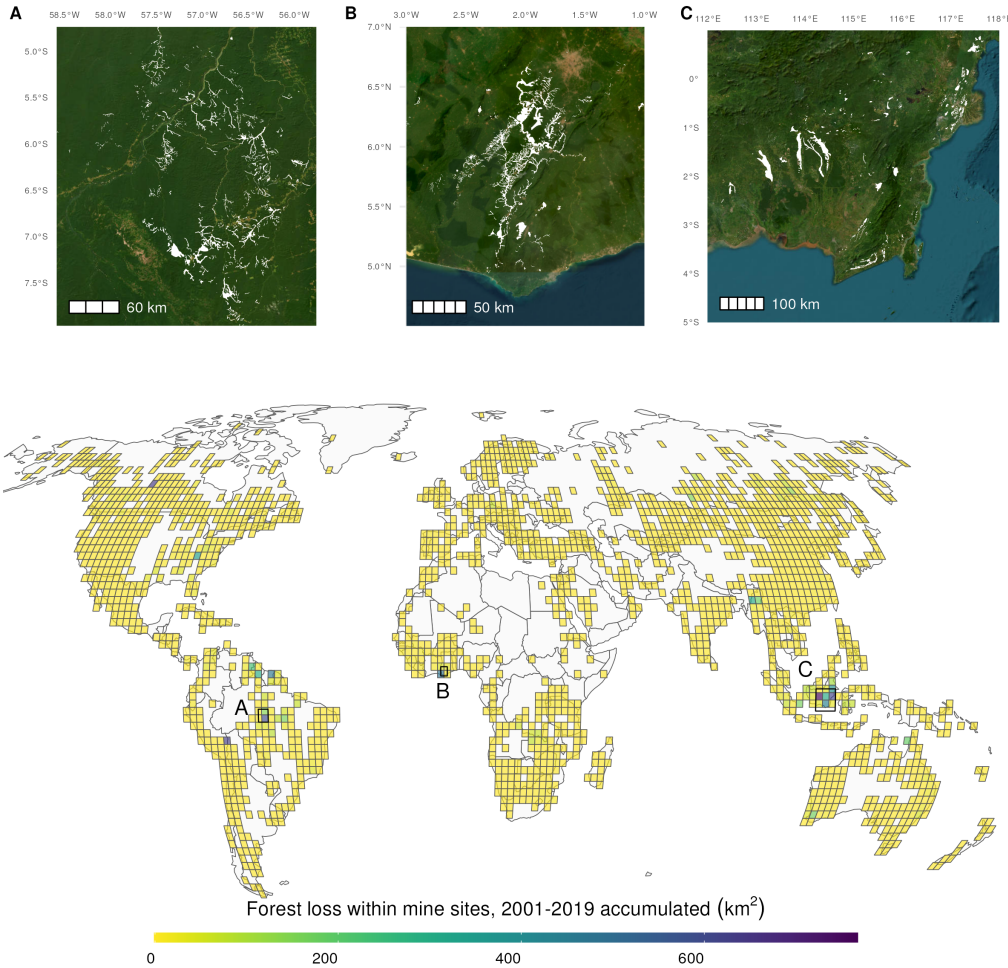 A
58.5°W 58.0°W 57.5°W 57.0°W 56.5°W 56.0°W
5.0°S
5.5°S
6.0°S
6.5°S
7.0°S
7.5°S
60 km
B
3.0°W 2.5°W 2.0°W 1.5°W 1.0°W
7.0°N
6.5°N
6.0°N
5.5°N
5.0°N
50 km
C
112°E 113°E 114°E 115°E 116°E 117°E 118°E
0°
1°S
2°S
3°S
4°S
5°S
100 km
A
B
C
Forest loss within mine sites, 2001-2019 accumulated (km²)
0 200 400 600